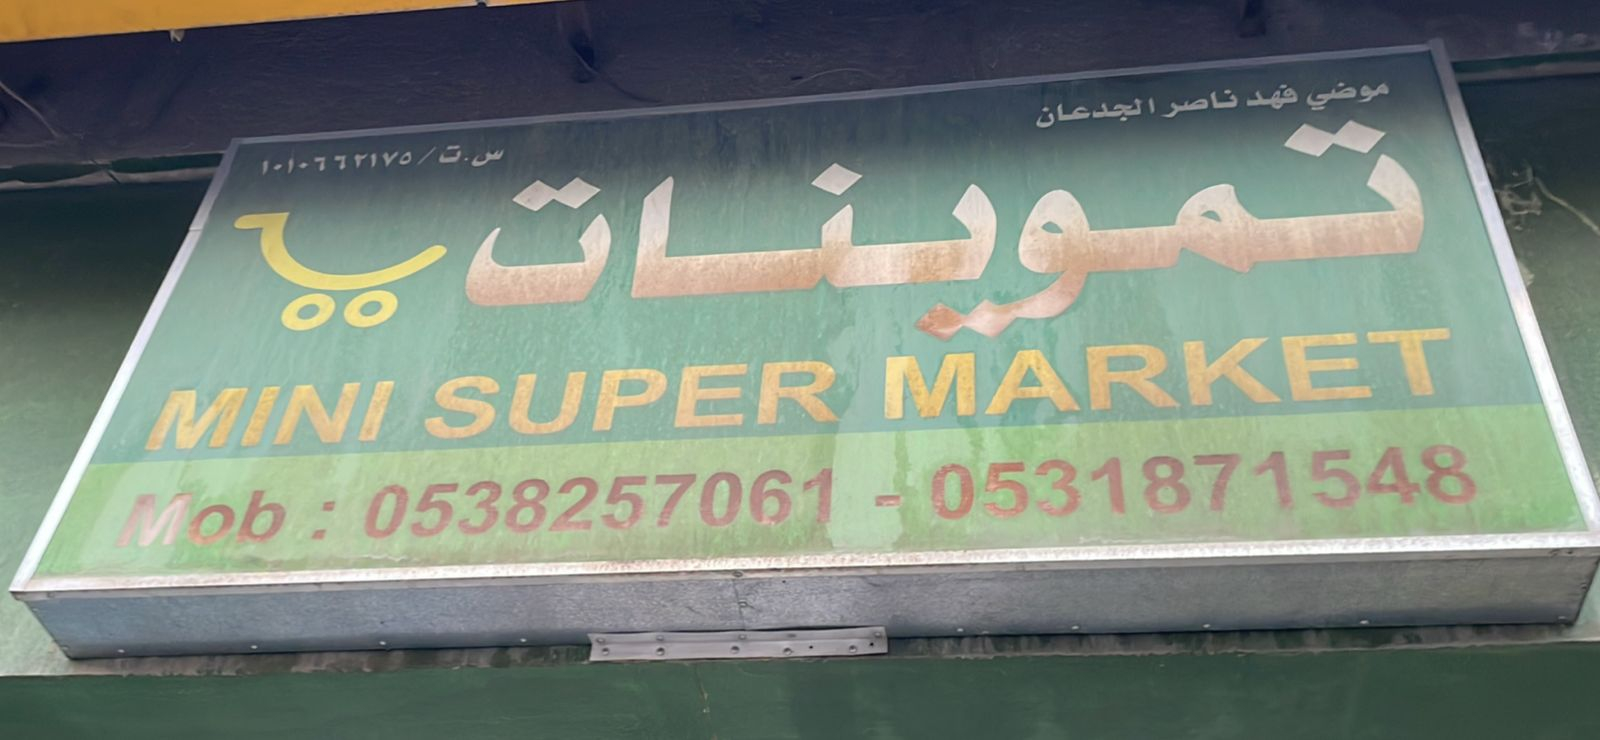 موضي فهد ناصر الجدعان
س.ت/١٠١٠٦٦٢١٧٥
تموينات
MINI SUPER MARKET
Mob : 0538257061 - 0531871548